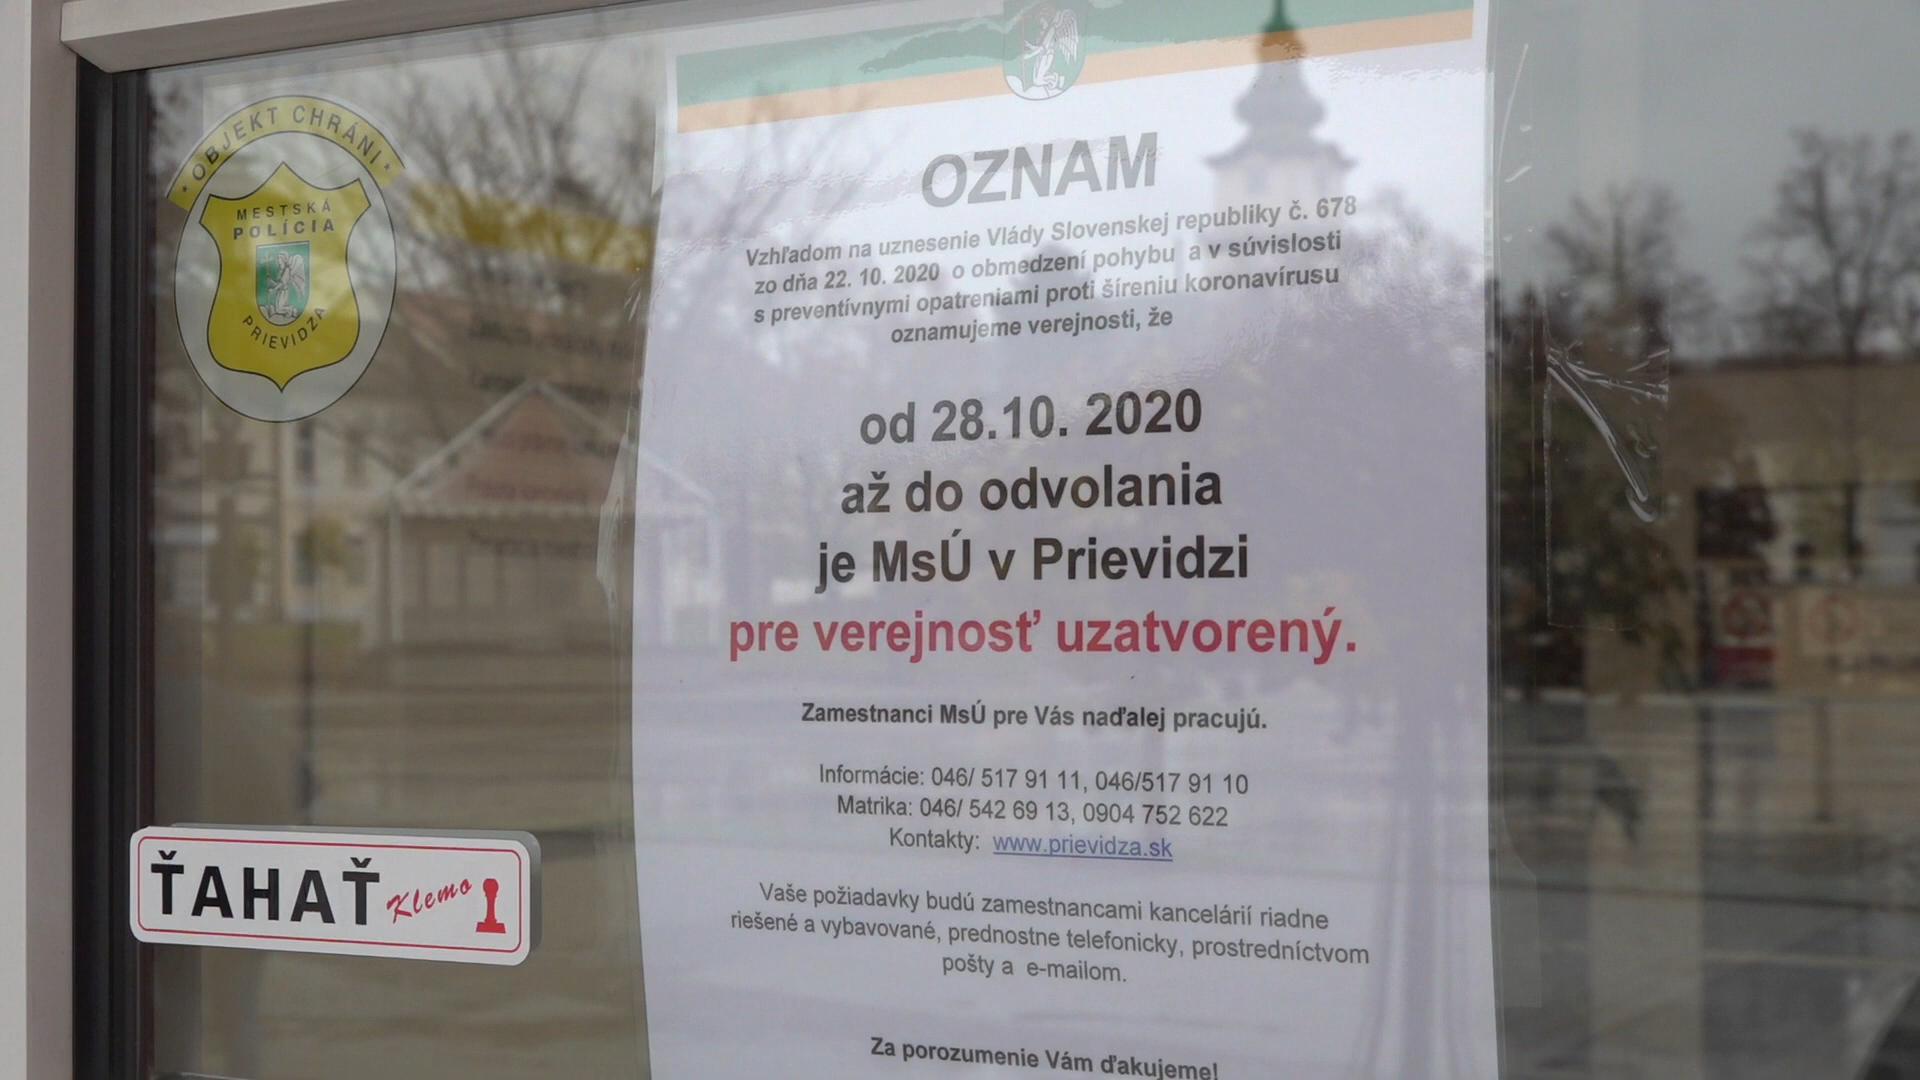 OBJEKT CHRÁNI
MESTSKÁ
POLÍCIA
PRIEVIDZA
OZNAM
Vzhľadom na uznesenie Vlády Slovenskej republiky č. 678
zo dňa 22. 10. 2020 o obmedzení pohybu a v súvislosti
s preventívnymi opatreniami proti šíreniu koronavírusu
oznamujeme verejnosti, že
od 28.10. 2020
až do odvolania
je MsÚ v Prievidzi
pre verejnosť uzatvorený.
Zamestnanci MsÚ pre Vás naďalej pracujú.
Informácie: 046/ 517 91 11, 046/517 91 10
Matrika: 046/ 542 69 13, 0904 752 622
Kontakty: www.prievidza.sk
Vaše požiadavky budú zamestnancami kancelárií riadne
riešené a vybavované, prednostne telefonicky, prostredníctvom
pošty a e-mailom.
Za porozumenie Vám ďakujeme!
ŤAHAŤ Klemo